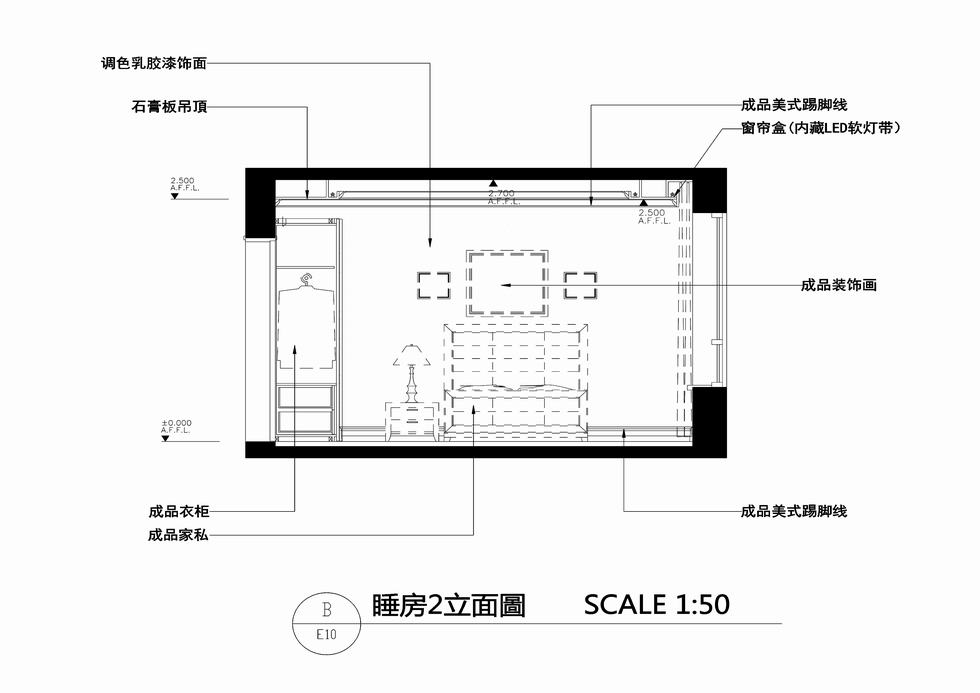 调色乳胶漆饰面
石膏板吊頂
成品美式踢脚线
窗帘盒(内藏LED软灯带)
2.500
A.F.F.L.
2.700
A.F.F.L.
2.500
A.F.F.L.
成品装饰画
±0.000
A.F.F.L.
成品衣柜
成品美式踢脚线
成品家私
B
E10
睡房2立面圖 SCALE 1:50